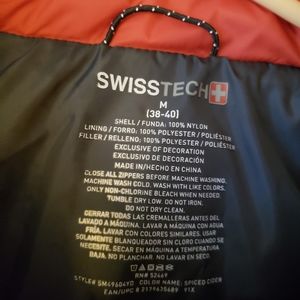 SWISSTECH
M
(38-40)
SHELL / FUNDA: 100% NYLON
LINING / FORRO: 100% POLYESTER / POLIÉSTER
FILLER / RELLENO: 100% POLYESTER / POLIÉSTER
EXCLUSIVE OF DECORATION
EXCLUSIVO DE DECORACIÓN
MADE IN/HECHO EN CHINA
CLOSE ALL ZIPPERS BEFORE MACHINE WASHING.
MACHINE WASH COLD. WASH WITH LIKE COLORS.
ONLY NON-CHLORINE BLEACH WHEN NEEDED.
TUMBLE DRY LOW. DO NOT IRON.
DO NOT DRY CLEAN.
CERRAR TODAS LAS CREMALLERAS ANTES DEL
LAVADO A MÁQUINA. LAVAR A MÁQUINA CON AGUA
FRÍA. LAVAR CON COLORES SIMILARES. USAR
SOLAMENTE BLANQUEADOR SIN CLORO CUANDO SE
NECESITE. SECAR EN MÁQUINA A TEMPERATURA
BAJA. NO PLANCHAR. NO LAVAR EN SECO.
RN# 52469
STYLE# SM49604YD COLOR NAME: SPICED CIDER